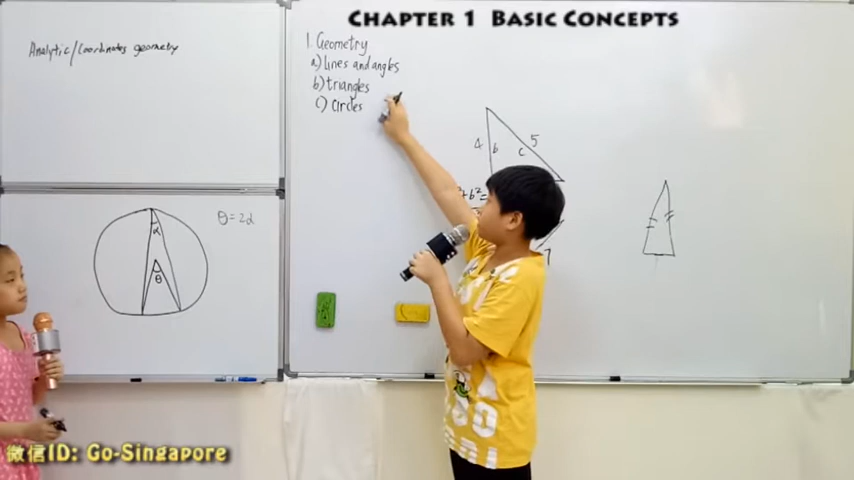 CHAPTER 1   BASIC CONCEPTS
Analytic/Coordinates geometry
1. Geometry
a) lines and angles
b) triangles
c) Circles
4 b c 5
+b²=
α
θ
θ = 2α
微信ID: Go-Singapore